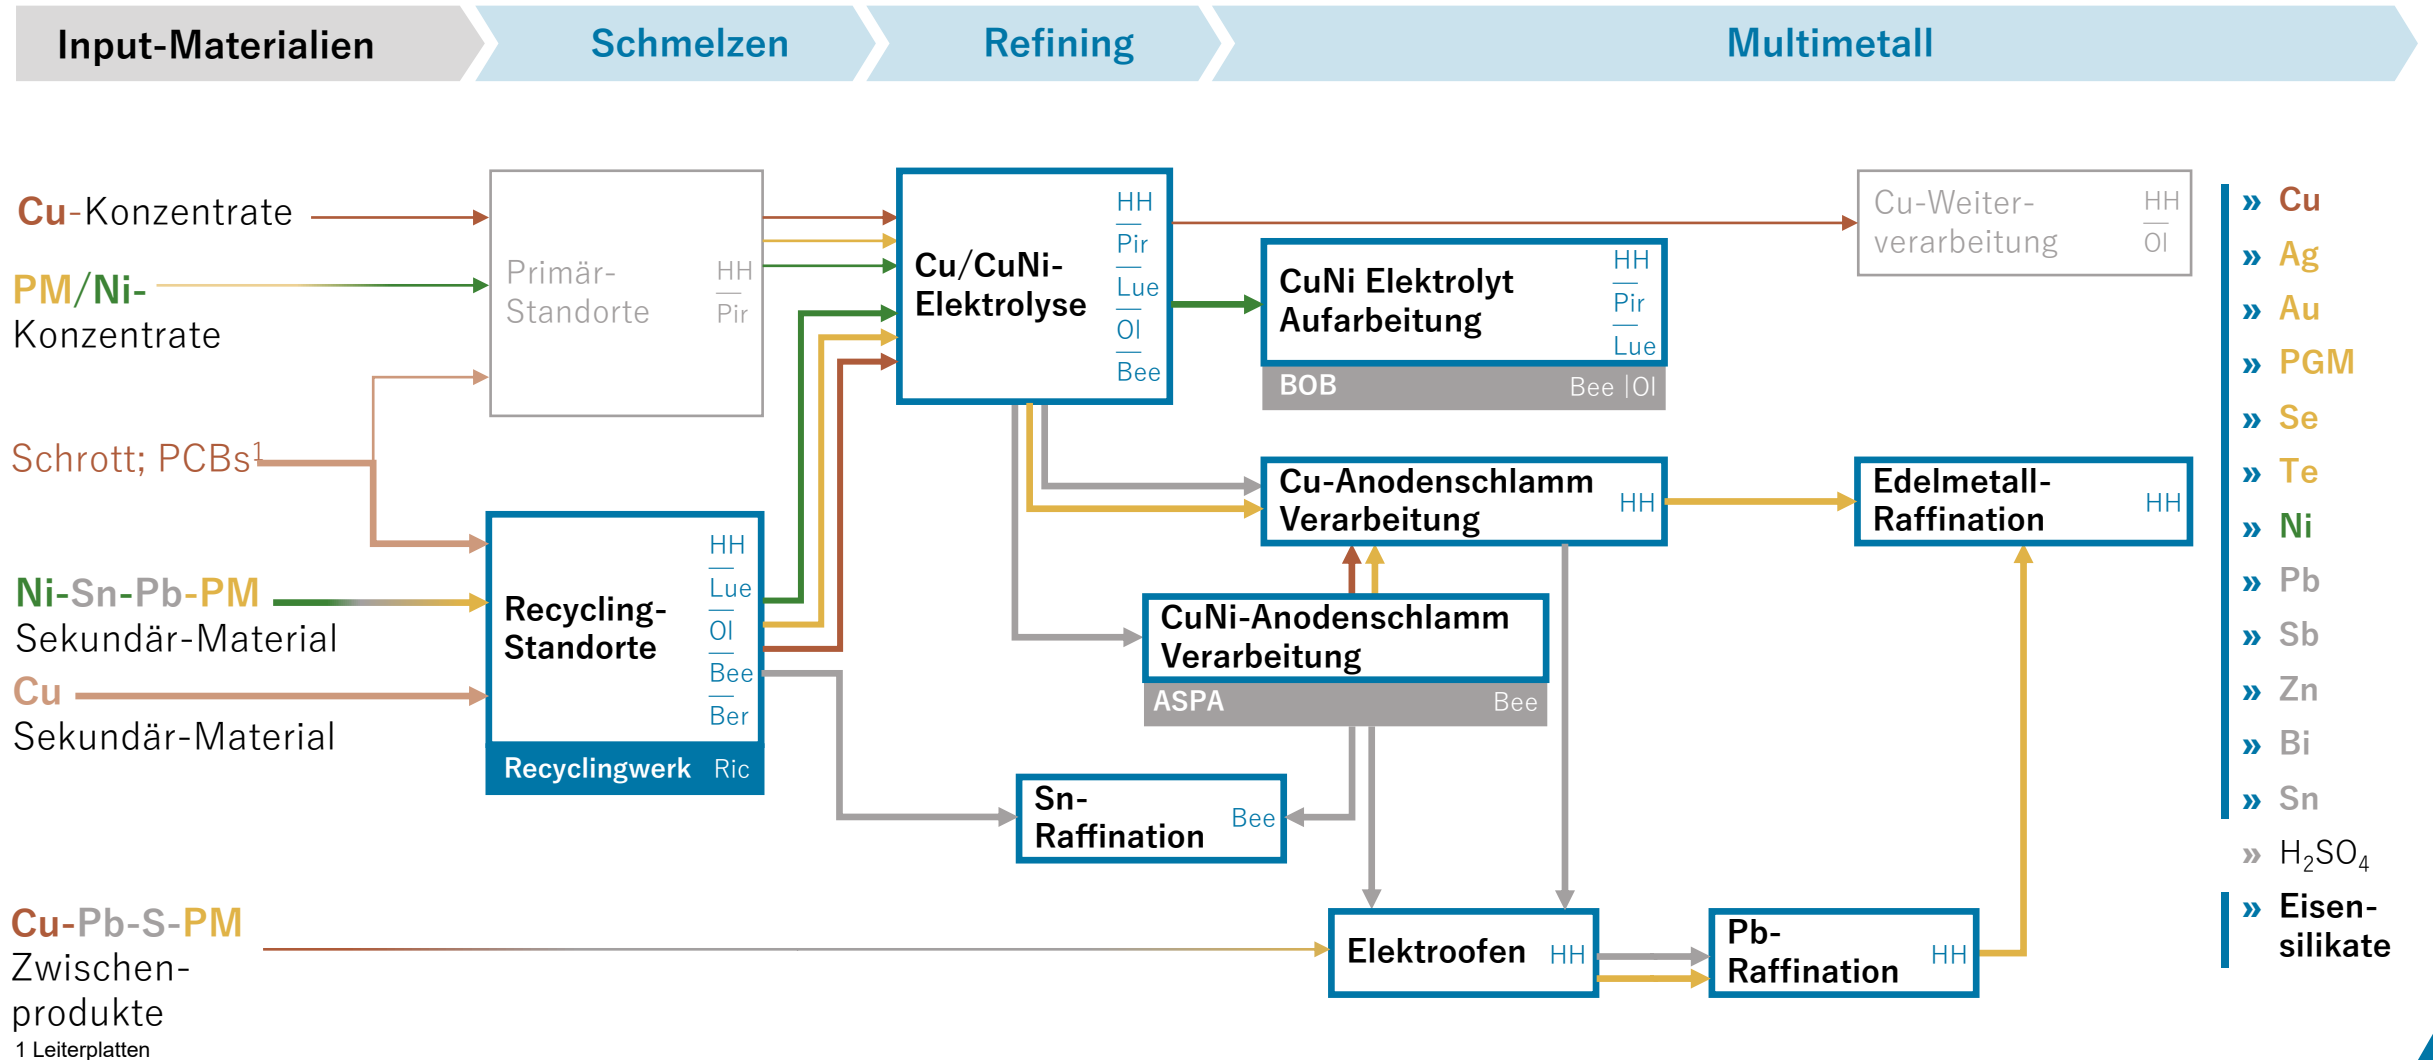 Input-Materialien
Schmelzen
Refining
Multimetall
Cu-Konzentrate
PM/Ni-
Konzentrate
Schrott; PCBs¹
Ni-Sn-Pb-PM
Sekundär-Material
Cu
Sekundär-Material
Cu-Pb-S-PM
Zwischen-
produkte
1 Leiterplatten
Primär-
Standorte
HH
Pir
Recycling-
Standorte
HH
Lue
Ol
Bee
Ber
Recyclingwerk Ric
Cu/CuNi-
Elektrolyse
HH
Pir
Lue
Ol
Bee
CuNi Elektrolyt
Aufarbeitung
HH
Pir
Lue
BOB Bee |Ol
Cu-Anodenschlamm
Verarbeitung
HH
CuNi-Anodenschlamm
Verarbeitung
ASPA Bee
Sn-
Raffination
Bee
Elektroofen HH
Pb-
Raffination
HH
Cu-Weiter-
verarbeitung
HH
Ol
Edelmetall-
Raffination
HH
» Cu
» Ag
» Au
» PGM
» Se
» Te
» Ni
» Pb
» Sb
» Zn
» Bi
» Sn
» H₂SO₄
» Eisen-
silikate